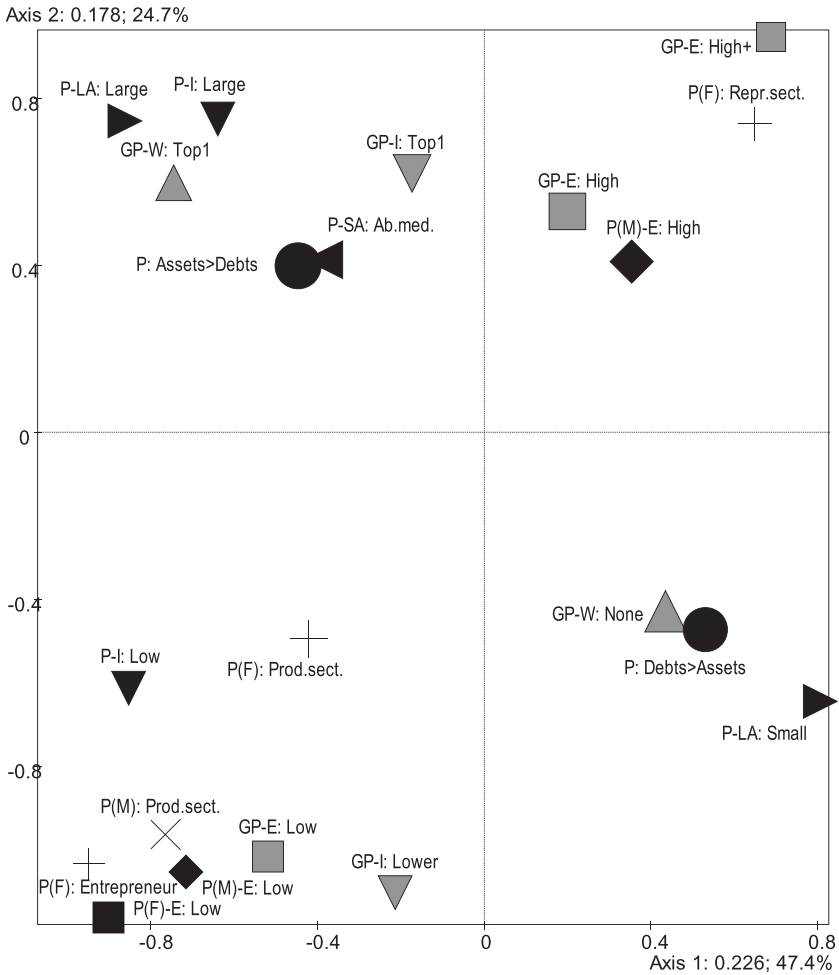 Axis 2: 0.178; 24.7%
GP-E: High+
P-LA: Large
P-I: Large
P(F): Repr.sect.
0.8
GP-W: Top1
GP-I: Top1
GP-E: High
P-SA: Ab.med.
P(M)-E: High
P: Assets>Debts
0.4
0
-0.4
GP-W: None
P-I: Low
P(F): Prod.sect.
P: Debts>Assets
P-LA: Small
-0.8
P(M): Prod.sect.
GP-E: Low
GP-I: Lower
P(F): Entrepreneur
P(M)-E: Low
P(F)-E: Low
-0.8
-0.4
0
0.4
0.8
Axis 1: 0.226; 47.4%